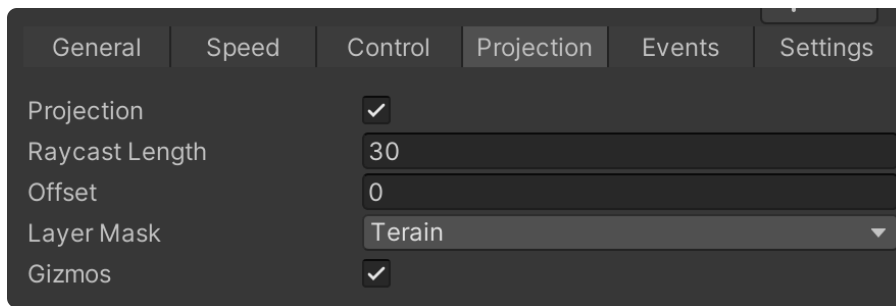 General Speed Control Projection Events Settings
Projection
Raycast Length 30
Offset 0
Layer Mask Terain
Gizmos